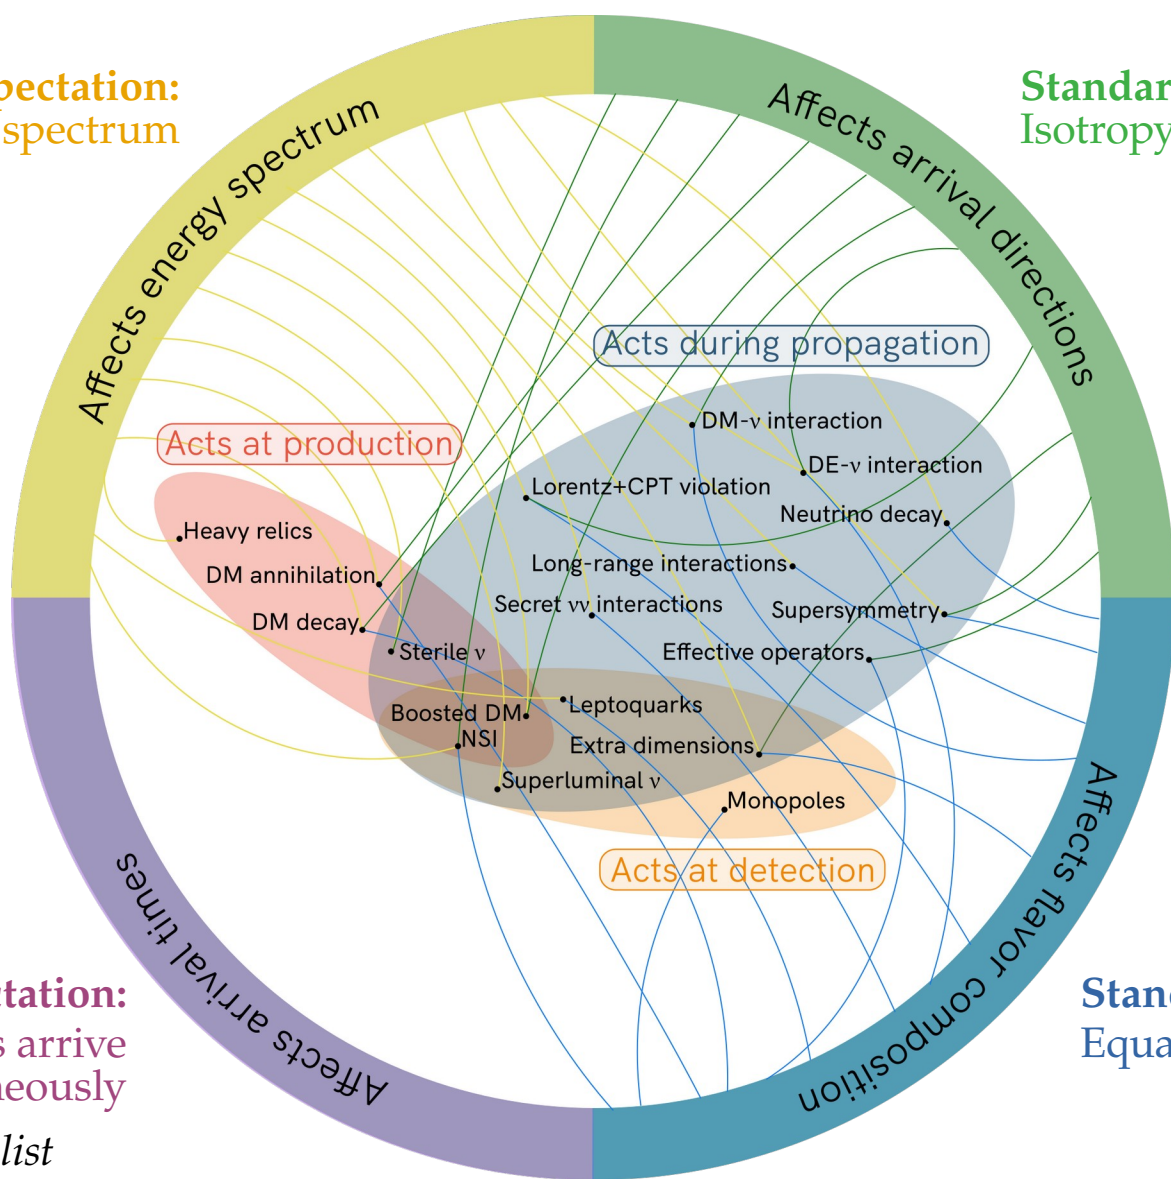 pectation:
spectrum
Standar
Isotropy
Affects energy spectrum
Affects arrival directions
Acts during propagation
DM-ν interaction
Acts at production
DE-ν interaction
Lorentz+CPT violation
Neutrino decay
Heavy relics
Long-range interactions
DM annihilation
Secret νν interactions
Supersymmetry
DM decay
Sterile ν
Effective operators
Leptoquarks
Boosted DM
NSI
Extra dimensions
Superluminal ν
Monopoles
Acts at detection
Affects arrival times
Affects flavor composition
tation:
s arrive
neously
list
Stand
Equa